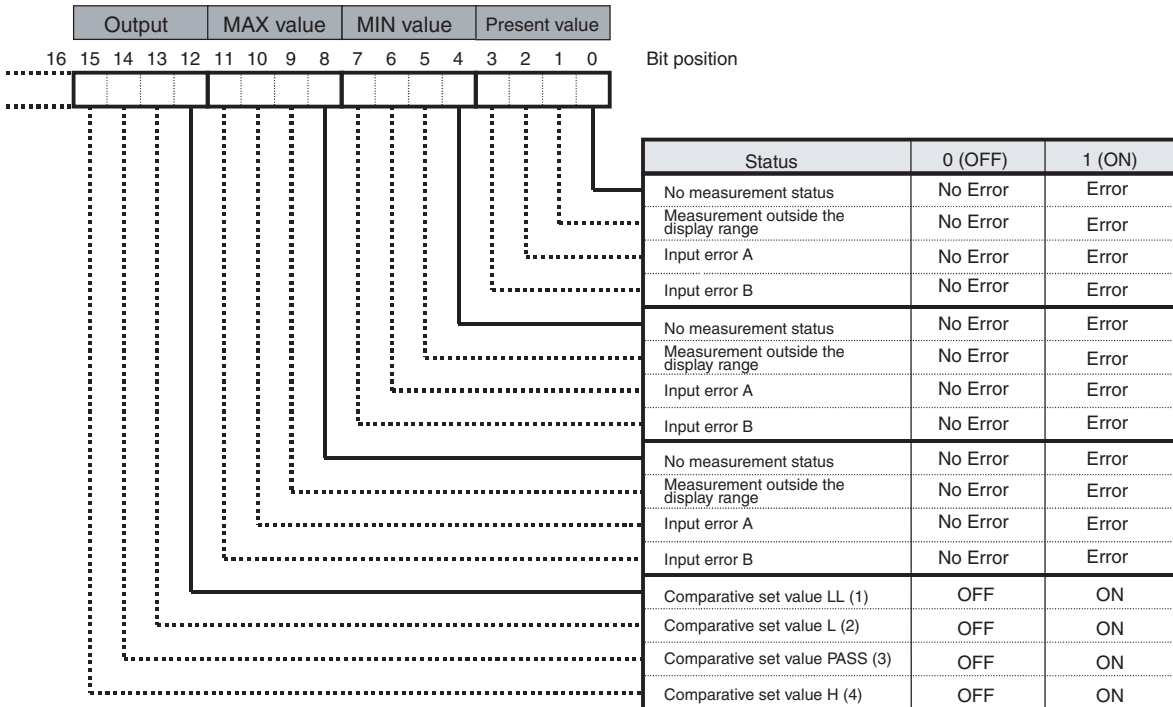 Output MAX value MIN value Present value
16 15 14 13 12 11 10 9 8 7 6 5 4 3 2 1 0 Bit position
Status 0 (OFF) 1 (ON)
No measurement status No Error Error
Measurement outside the
display range No Error Error
Input error A No Error Error
Input error B No Error Error
No measurement status No Error Error
Measurement outside the
display range No Error Error
Input error A No Error Error
Input error B No Error Error
No measurement status No Error Error
Measurement outside the
display range No Error Error
Input error A No Error Error
Input error B No Error Error
Comparative set value LL (1) OFF ON
Comparative set value L (2) OFF ON
Comparative set value PASS (3) OFF ON
Comparative set value H (4) OFF ON